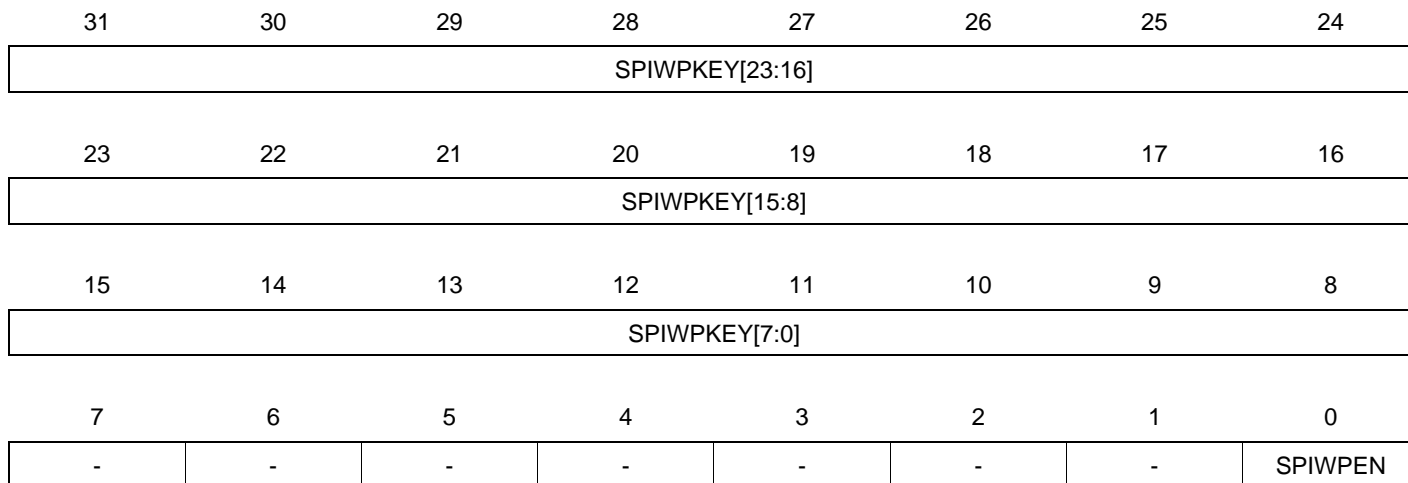 31 30 29 28 27 26 25 24
SPIWPKEY[23:16]
23 22 21 20 19 18 17 16
SPIWPKEY[15:8]
15 14 13 12 11 10 9 8
SPIWPKEY[7:0]
7 6 5 4 3 2 1 0
- - - - - - - SPIWPEN